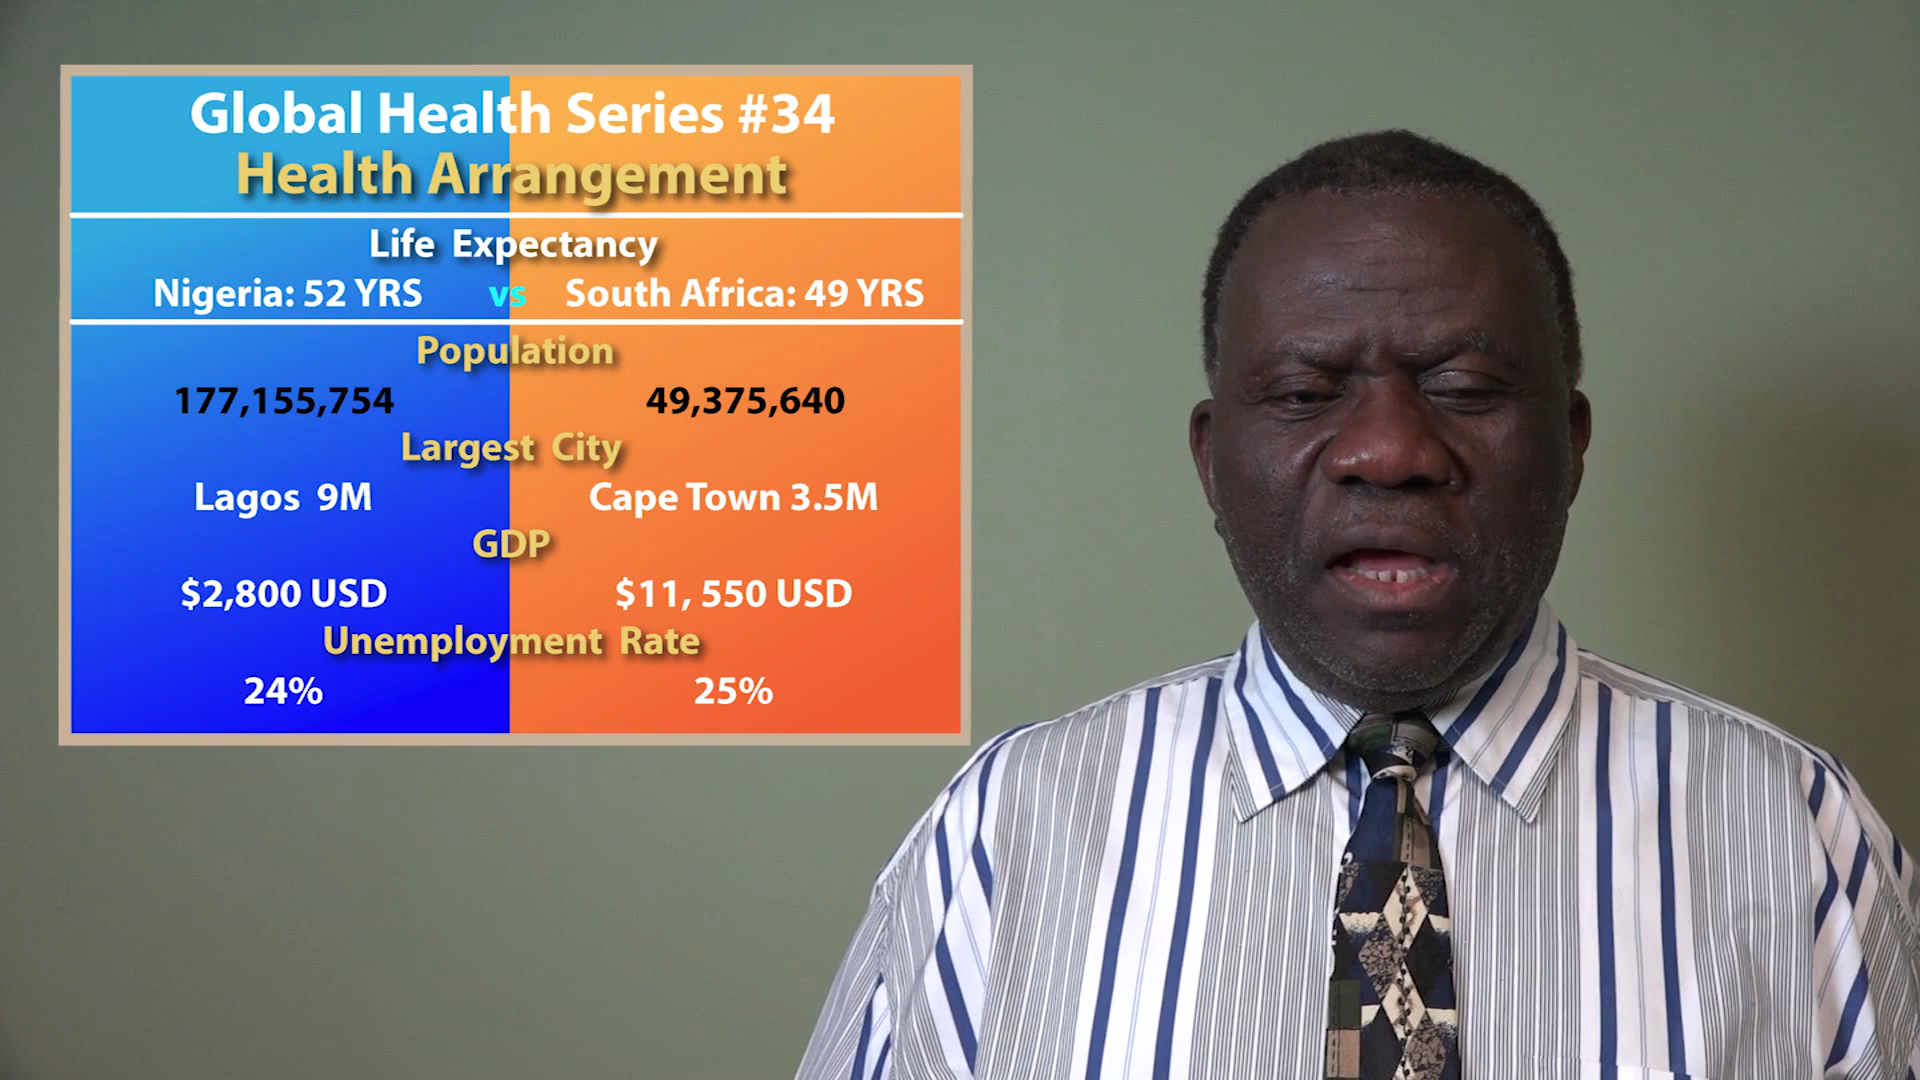 Global Health Series #34
Health Arrangement
Life Expectancy
Nigeria: 52 YRS vs South Africa: 49 YRS
Population
177,155,754 49,375,640
Largest City
Lagos 9M Cape Town 3.5M
GDP
$2,800 USD $11, 550 USD
Unemployment Rate
24% 25%